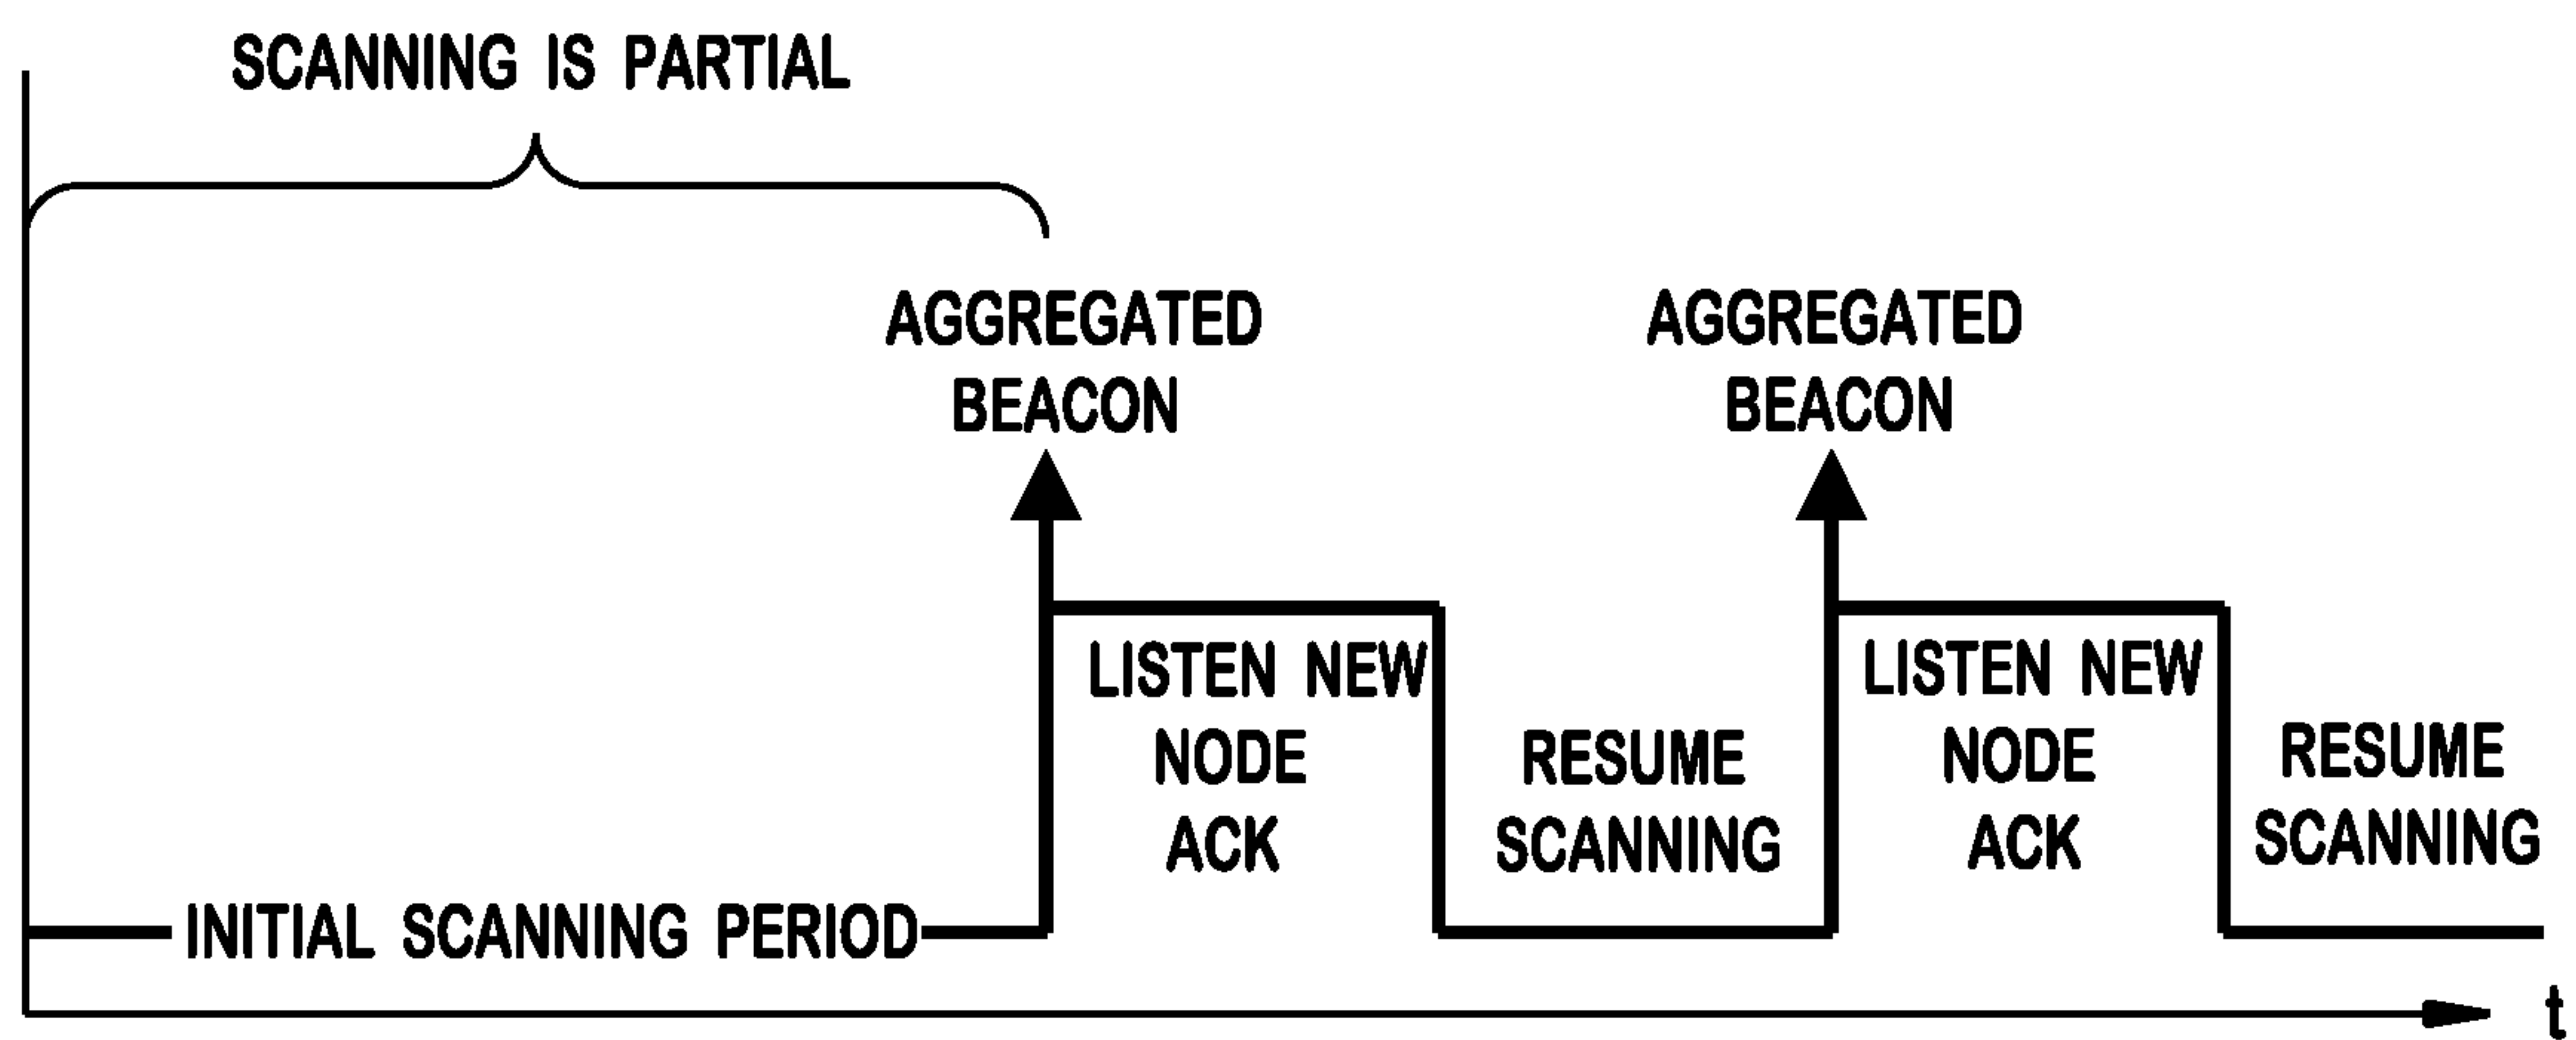 SCANNING IS PARTIAL
AGGREGATED
BEACON
AGGREGATED
BEACON
LISTEN NEW
NODE
ACK
RESUME
SCANNING
LISTEN NEW
NODE
ACK
RESUME
SCANNING
INITIAL SCANNING PERIOD
t